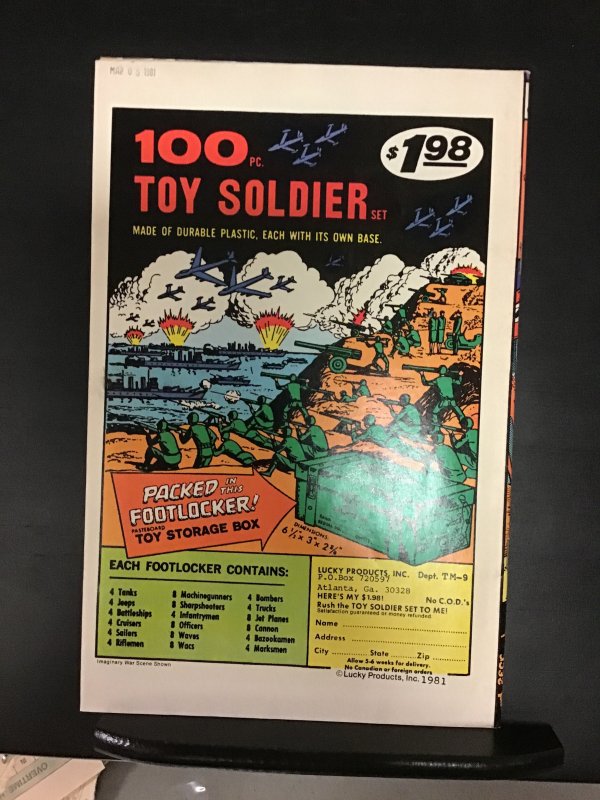 MAR 0 3 1981
100 PC.
$1.98
TOY SOLDIER SET
MADE OF DURABLE PLASTIC, EACH WITH ITS OWN BASE.
PACKED IN THIS
FOOTLOCKER!
PASTEBOARD
TOY STORAGE BOX
DIMENSIONS:
6½"x 3"x 2⅝"
EACH FOOTLOCKER CONTAINS:
4 Tanks
4 Jeeps
4 Battleships
4 Cruisers
4 Sailors
4 Riflemen
8 Machinegunners
8 Sharpshooters
4 Infantrymen
8 Officers
8 Waves
8 Wacs
4 Bombers
4 Trucks
8 Jet Planes
8 Cannon
4 Bazookamen
4 Marksmen
LUCKY PRODUCTS, INC. Dept. TM-9
P.O.Box 720597
Atlanta, Ga. 30328
No C.O.D.'s
HERE'S MY $1.98!
Rush the TOY SOLDIER SET TO ME!
Satisfaction guaranteed or money refunded.
Name
Address
City State Zip
Allow 5-6 weeks for delivery.
No Canadian or foreign orders
Imaginary War Scene Shown
©Lucky Products, Inc. 1981
OVERTIME